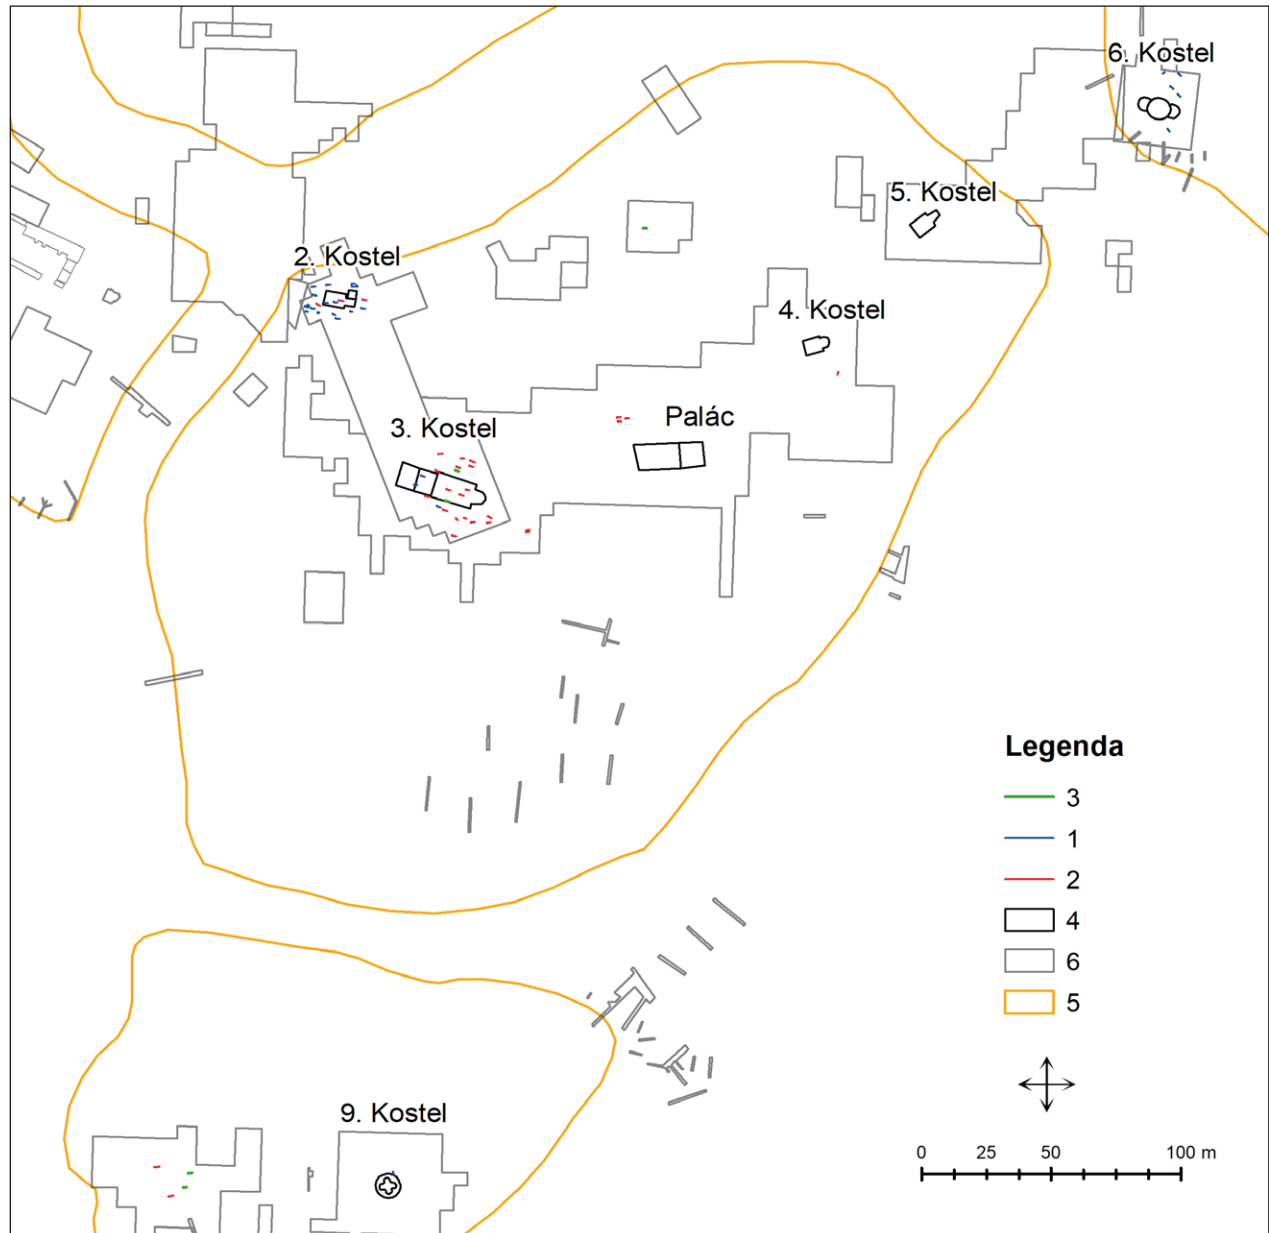 6. Kostel
5. Kostel
2. Kostel
4. Kostel
Palác
3. Kostel
Legenda
3
1
2
4
6
5
9. Kostel
0 25 50 100 m